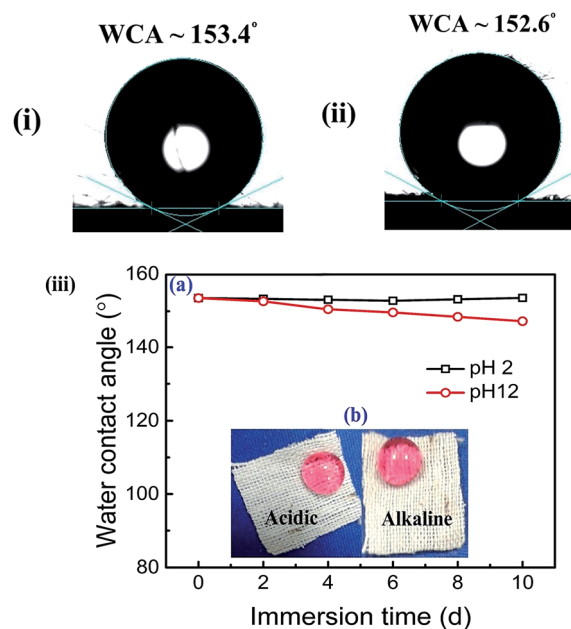 WCA ~ 153.4°
WCA ~ 152.6°
(i)
(ii)
(iii)
(a)
160
140
120
100
80
Water contact angle (°)
pH 2
pH12
(b)
Acidic
Alkaline
0 2 4 6 8 10
Immersion time (d)